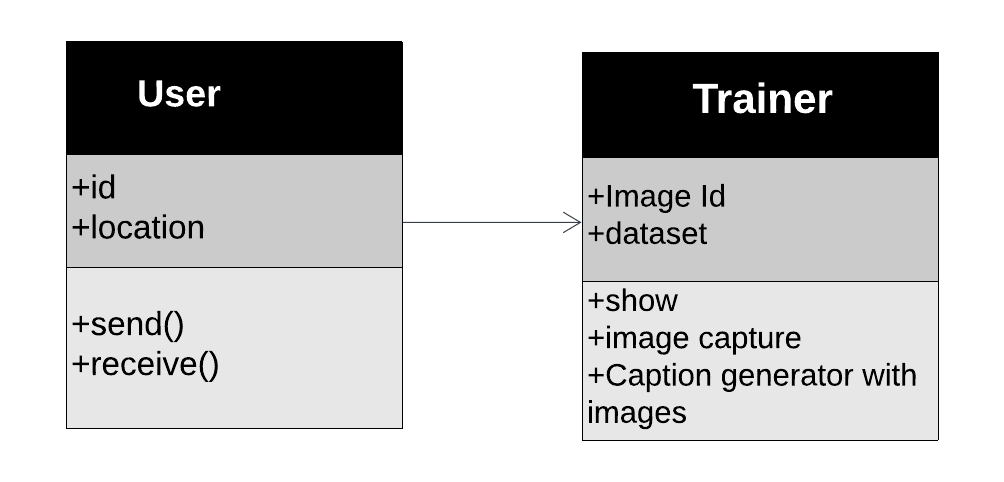 User
+id
+location
+send()
+receive()
Trainer
+Image Id
+dataset
+show
+image capture
+Caption generator with
images